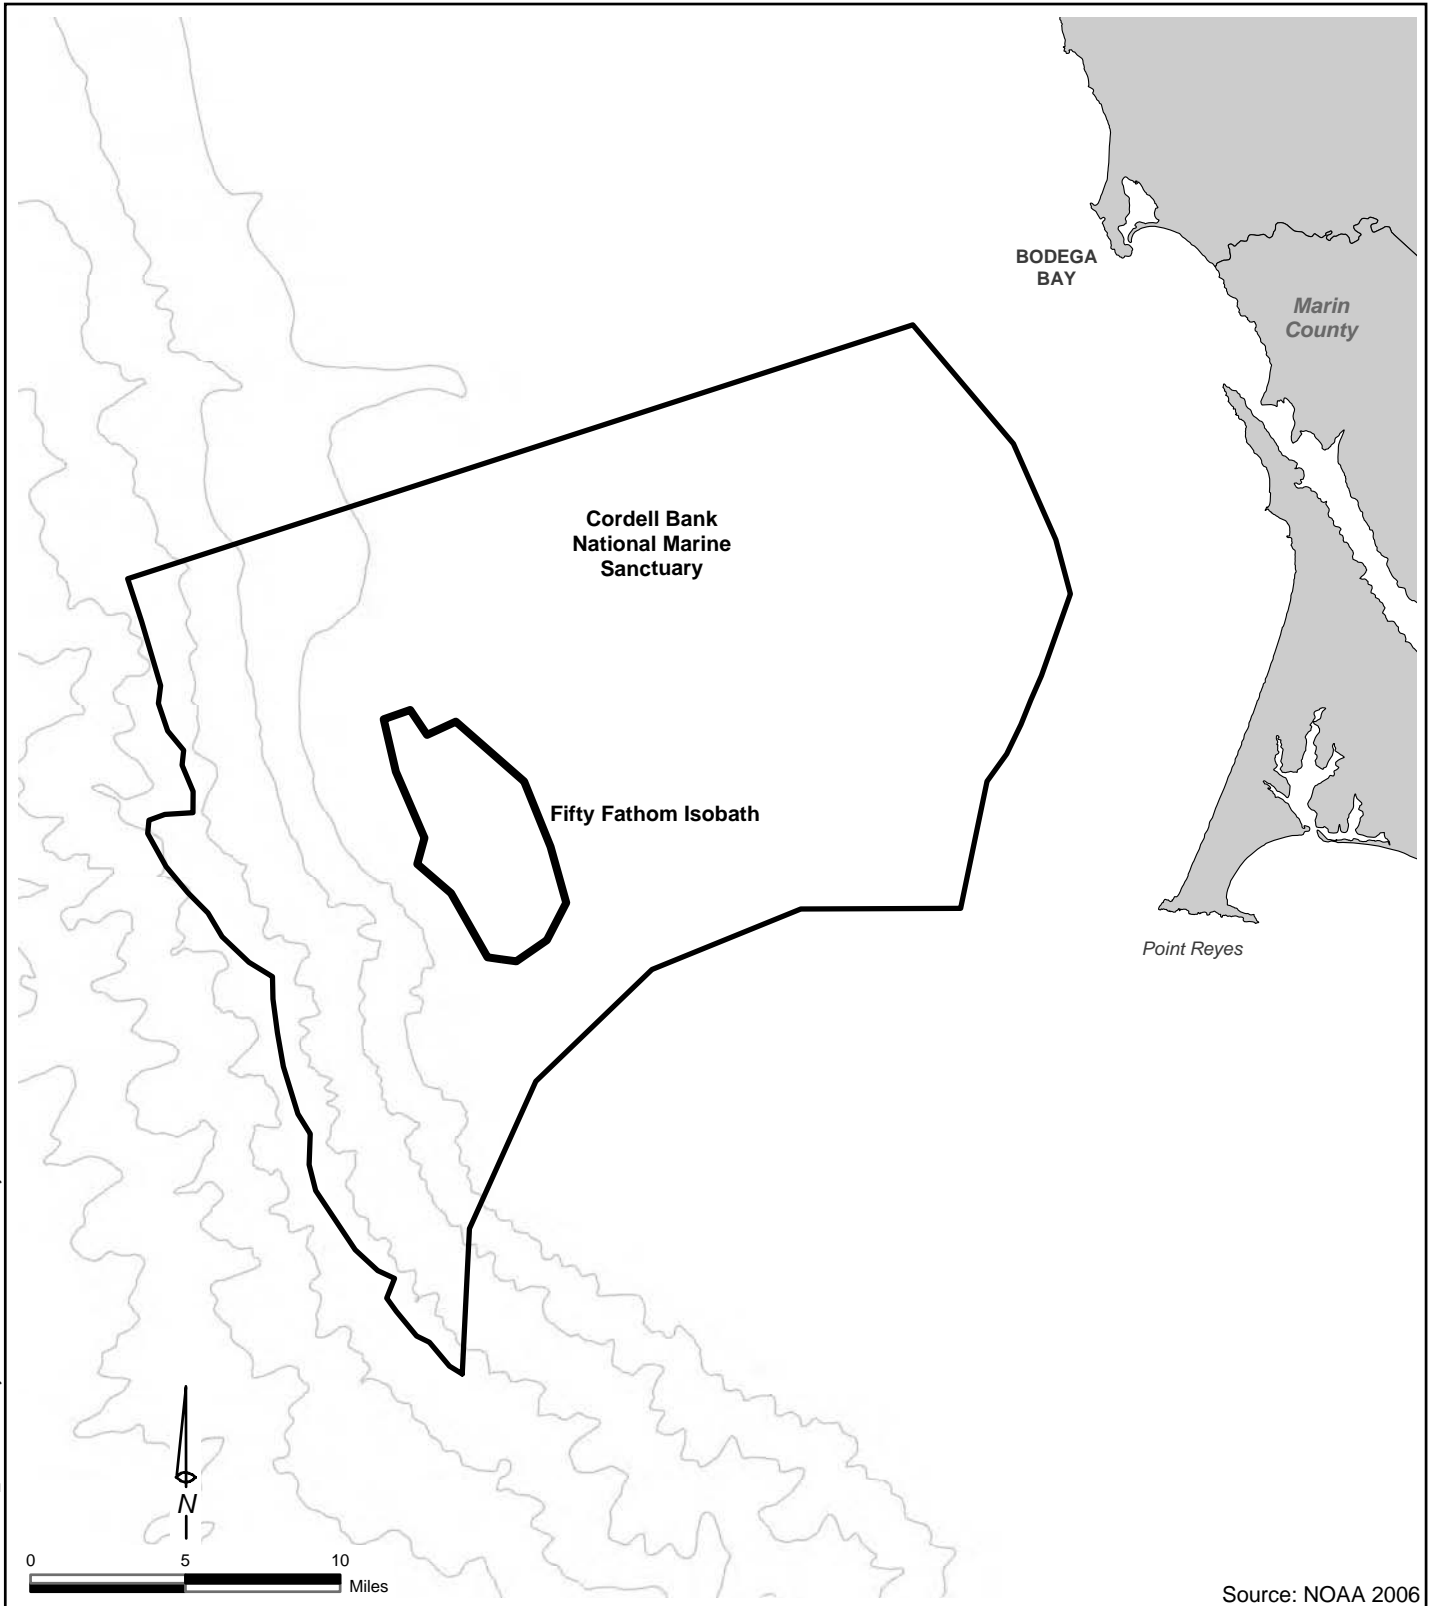 BODEGA
BAY
Marin
County
Cordell Bank
National Marine
Sanctuary
Fifty Fathom Isobath
Point Reyes
N
0 5 10
Miles
Source: NOAA 2006